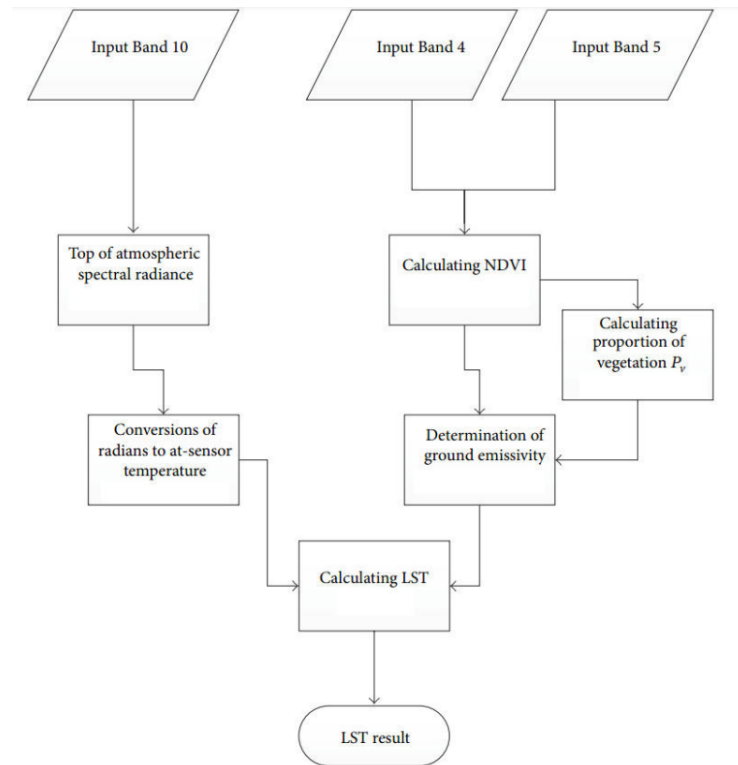 Input Band 10
Input Band 4
Input Band 5
Top of atmospheric
spectral radiance
Calculating NDVI
Calculating
proportion of
vegetation Pv
Conversions of
radians to at-sensor
temperature
Determination of
ground emissivity
Calculating LST
LST result